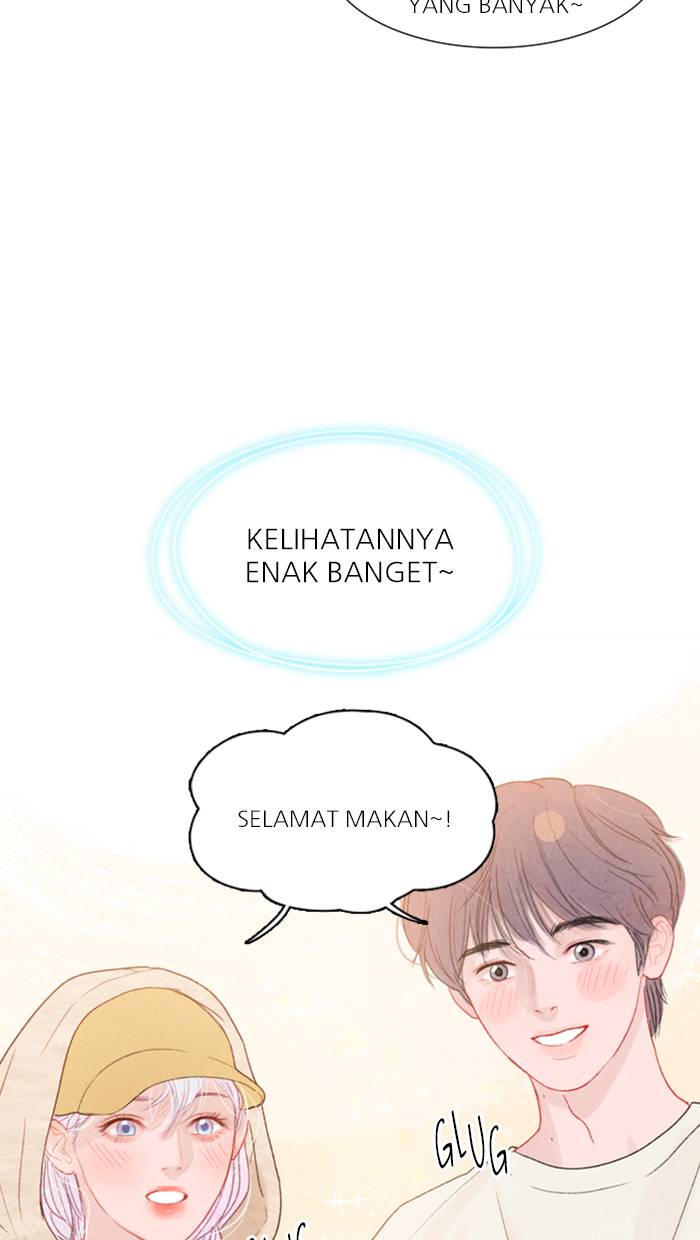 YANG BANYAK~
KELIHATANNYA
ENAK BANGET~
SELAMAT MAKAN~!
GLUG